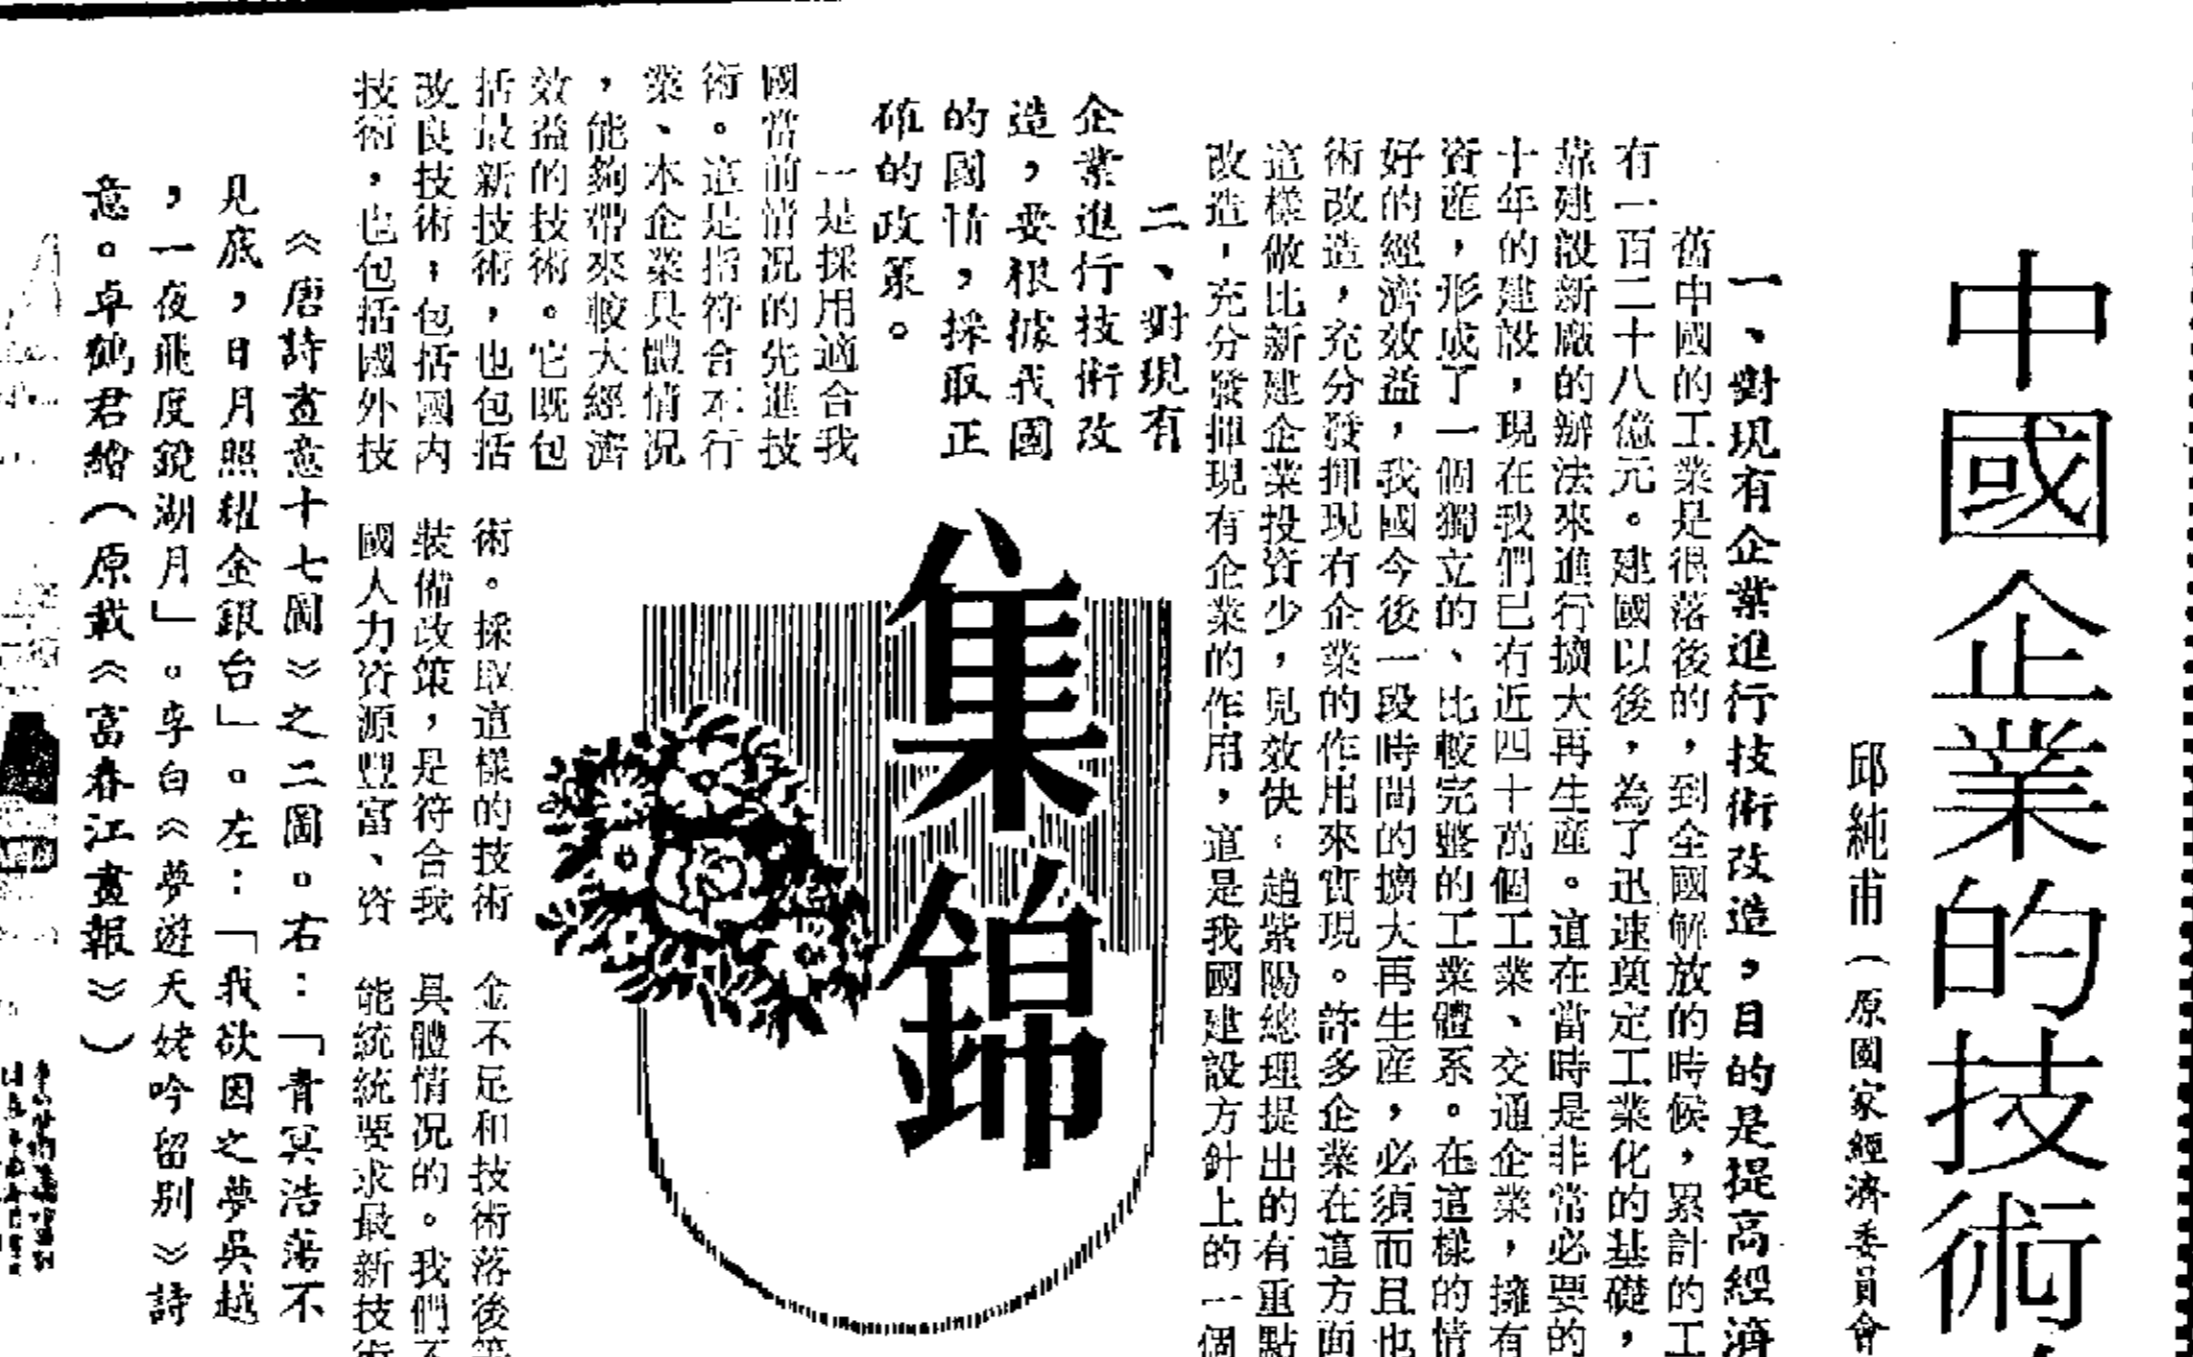 中國企業的技術
邱純甫（原國家經濟委員會
一、對現有企業進行技術改造，目的是提高經濟
舊中國的工業是很落後的，到全國解放的時候，累計的工
有一百二十八億元。建國以後，為了迅速奠定工業化的基礎，
靠建設新廠的辦法來進行擴大再生產。這在當時是非常必要的
十年的建設，現在我們已有近四十萬個工業、交通企業，擁有
資產，形成了一個獨立的、比較完整的工業體系。在這樣的情
好的經濟效益，我國今後一段時間的擴大再生產，必須而且也
術改造，充分發揮現有企業的作用來實現。許多企業在這方面
這樣做比新建企業投資少，見效快。趙紫陽總理提出的有重點
改造，充分發揮現有企業的作用，這是我國建設方針上的一個
二、對現有
企業進行技術改
造，要根據我國
的國情，採取正
確的政策。
一是採用適合我
國當前情况的先進技
術。這是指符合本行
業、本企業具體情况
，能夠帶來較大經濟
效益的技術。它既包
括最新技術，也包括
改良技術；包括國内
技術，也包括國外技
集錦
術。採取這樣的技術
裝備政策，是符合我
國人力資源豐富、資
金不足和技術落後等
具體情况的。我們不
能統統要求最新技術
《唐詩畫意十七圖》之二圖。右：「青冥浩蕩不
見底，日月照耀金銀台」。左：「我欲因之夢吳越
，一夜飛度鏡湖月」。李白《夢遊天姥吟留别》詩
意。卓鶴君繪（原載《富春江畫報》）